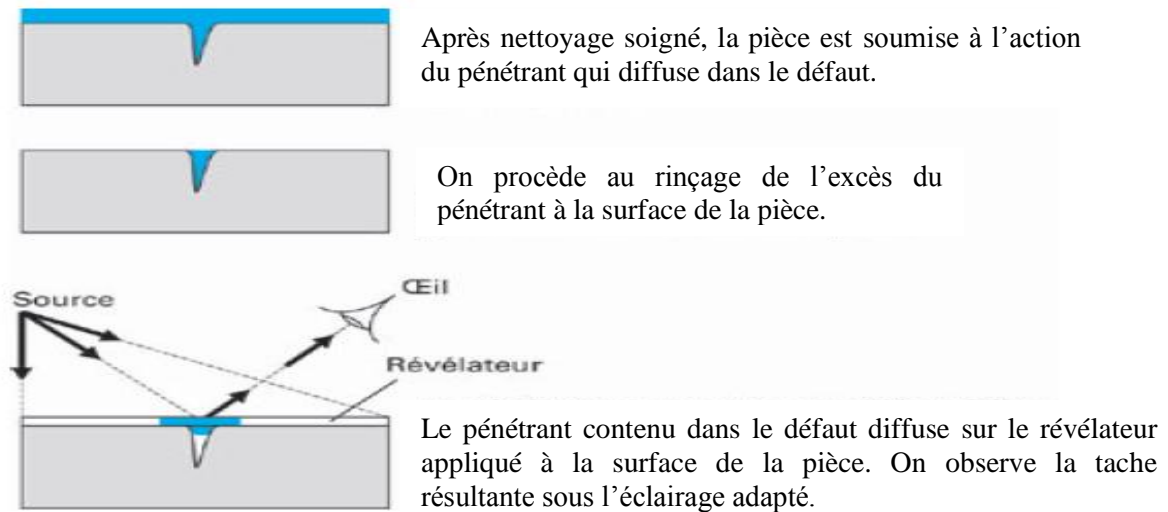 Après nettoyage soigné, la pièce est soumise à l’action
du pénétrant qui diffuse dans le défaut.
On procède au rinçage de l’excès du
pénétrant à la surface de la pièce.
Source
Œil
Révélateur
Le pénétrant contenu dans le défaut diffuse sur le révélateur
appliqué à la surface de la pièce. On observe la tache
résultante sous l’éclairage adapté.